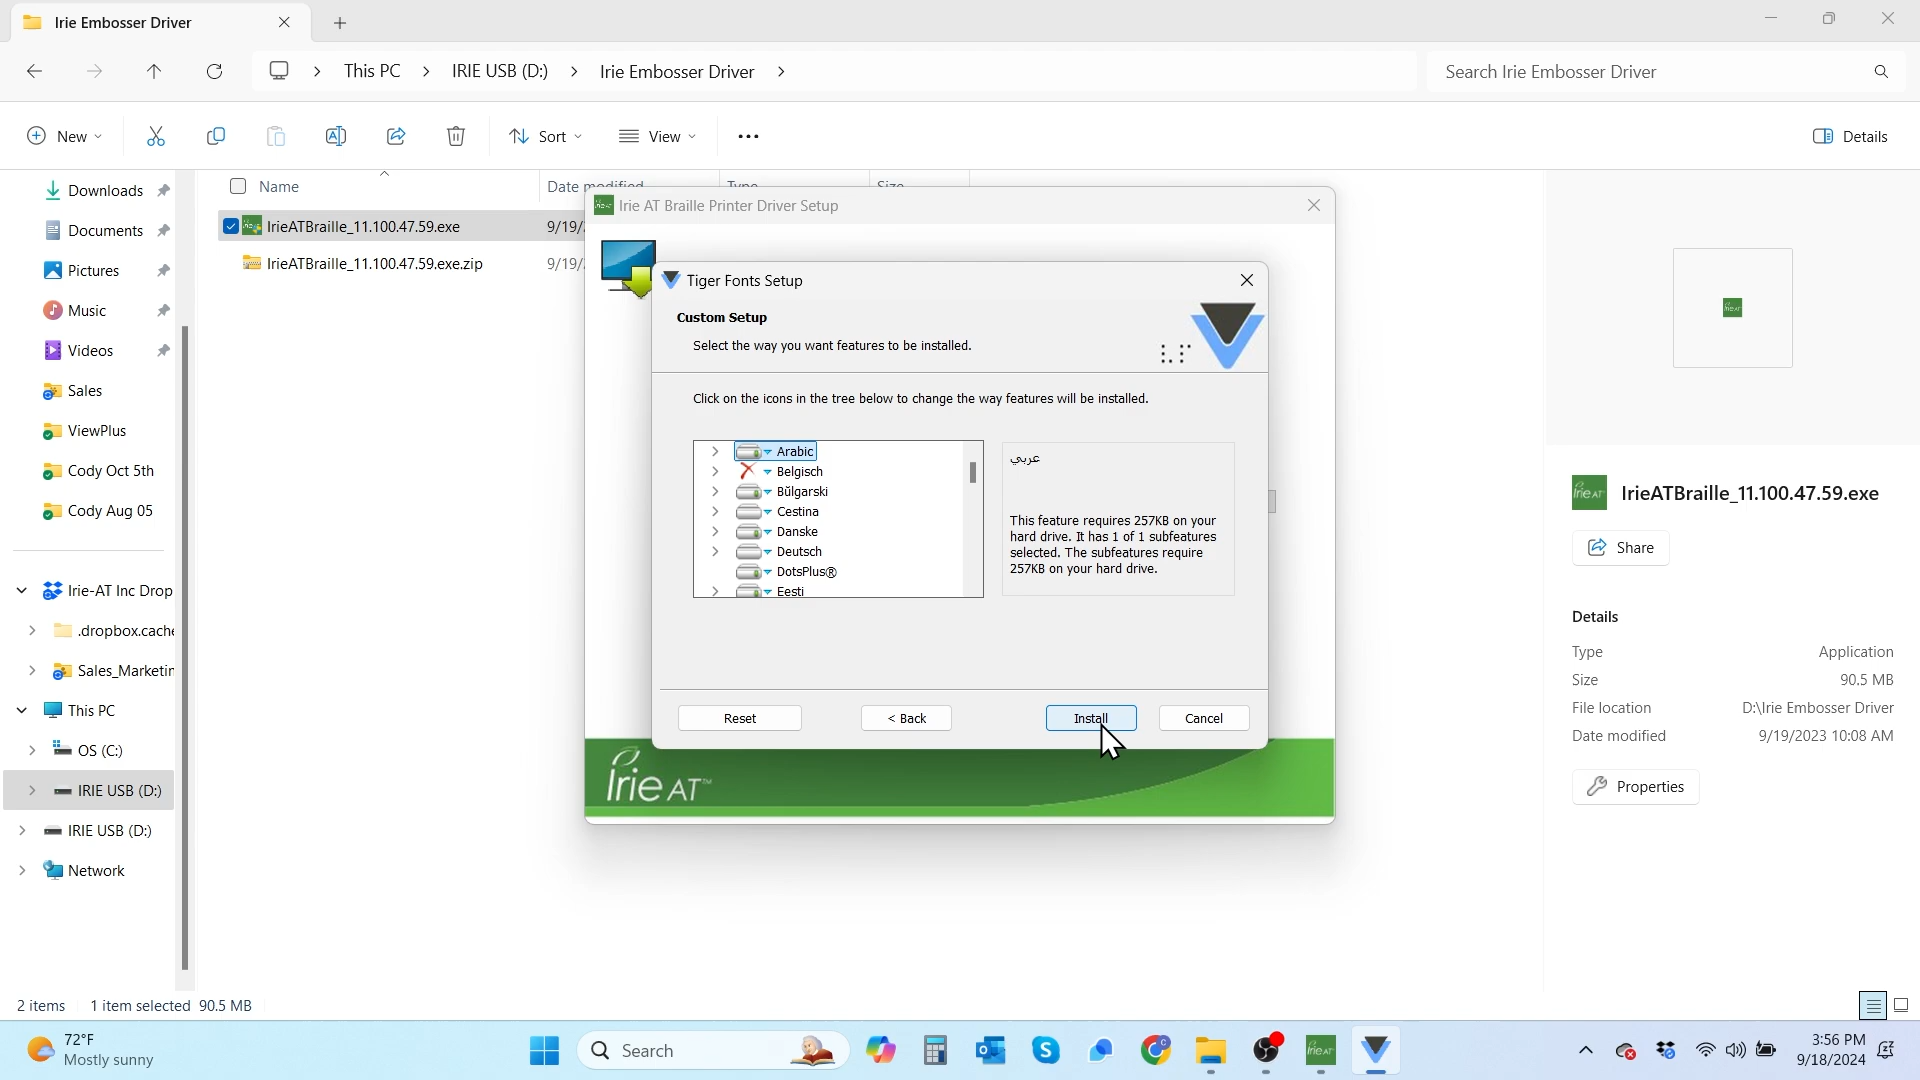 Irie Embosser Driver
This PC
IRIE USB (D:)
Irie Embosser Driver
Search Irie Embosser Driver
New
Sort
View
Details
Name
Date modified
Type
Size
Downloads
Documents
Pictures
Music
Videos
Sales
ViewPlus
Cody Oct 5th
Cody Aug 05
Irie-AT Inc Drop
.dropbox.cache
Sales_Marketin
This PC
OS (C:)
IRIE USB (D:)
IRIE USB (D:)
Network
IrieATBraille_11.100.47.59.exe
9/19/
IrieATBraille_11.100.47.59.exe.zip
9/19/
Irie AT Braille Printer Driver Setup
Tiger Fonts Setup
Custom Setup
Select the way you want features to be installed.
Click on the icons in the tree below to change the way features will be installed.
Arabic
Belgisch
Bŭlgarski
Cestina
Danske
Deutsch
DotsPlus®
Eesti
عربي
This feature requires 257KB on your
hard drive. It has 1 of 1 subfeatures
selected. The subfeatures require
257KB on your hard drive.
Reset
< Back
Install
Cancel
Irie AT™
IrieATBraille_11.100.47.59.exe
Share
Details
Type Application
Size 90.5 MB
File location D:\Irie Embosser Driver
Date modified 9/19/2023 10:08 AM
Properties
2 items
1 item selected 90.5 MB
72°F
Mostly sunny
Search
3:56 PM
9/18/2024